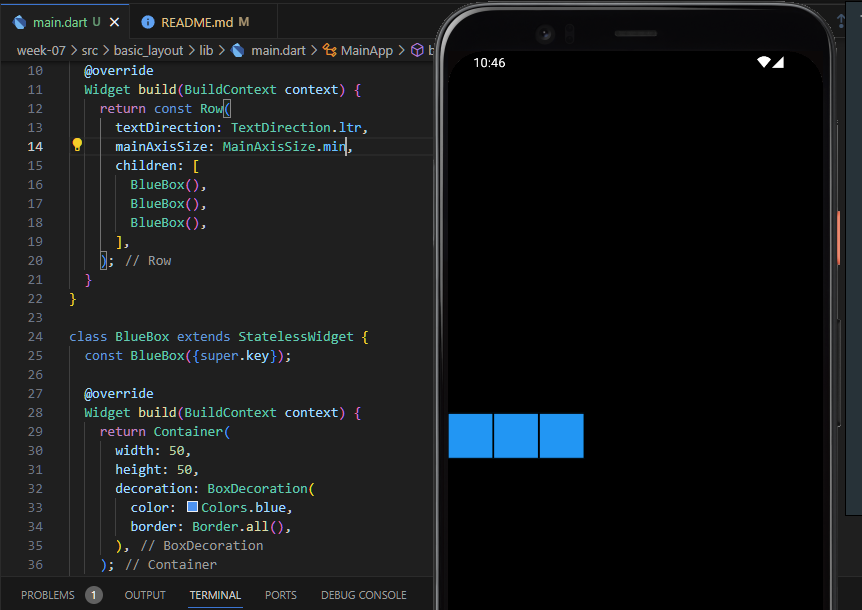 main.dart U
README.md M
week-07 > src > basic_layout > lib > main.dart > MainApp > b
10 @override
11 Widget build(BuildContext context) {
12 return const Row(
13 textDirection: TextDirection.ltr,
14 mainAxisSize: MainAxisSize.min,
15 children: [
16 BlueBox(),
17 BlueBox(),
18 BlueBox(),
19 ],
20 ); // Row
21 }
22 }
23
24 class BlueBox extends StatelessWidget {
25 const BlueBox({super.key});
26
27 @override
28 Widget build(BuildContext context) {
29 return Container(
30 width: 50,
31 height: 50,
32 decoration: BoxDecoration(
33 color: Colors.blue,
34 border: Border.all(),
35 ), // BoxDecoration
36 ); // Container
PROBLEMS 1 OUTPUT TERMINAL PORTS DEBUG CONSOLE
10:46